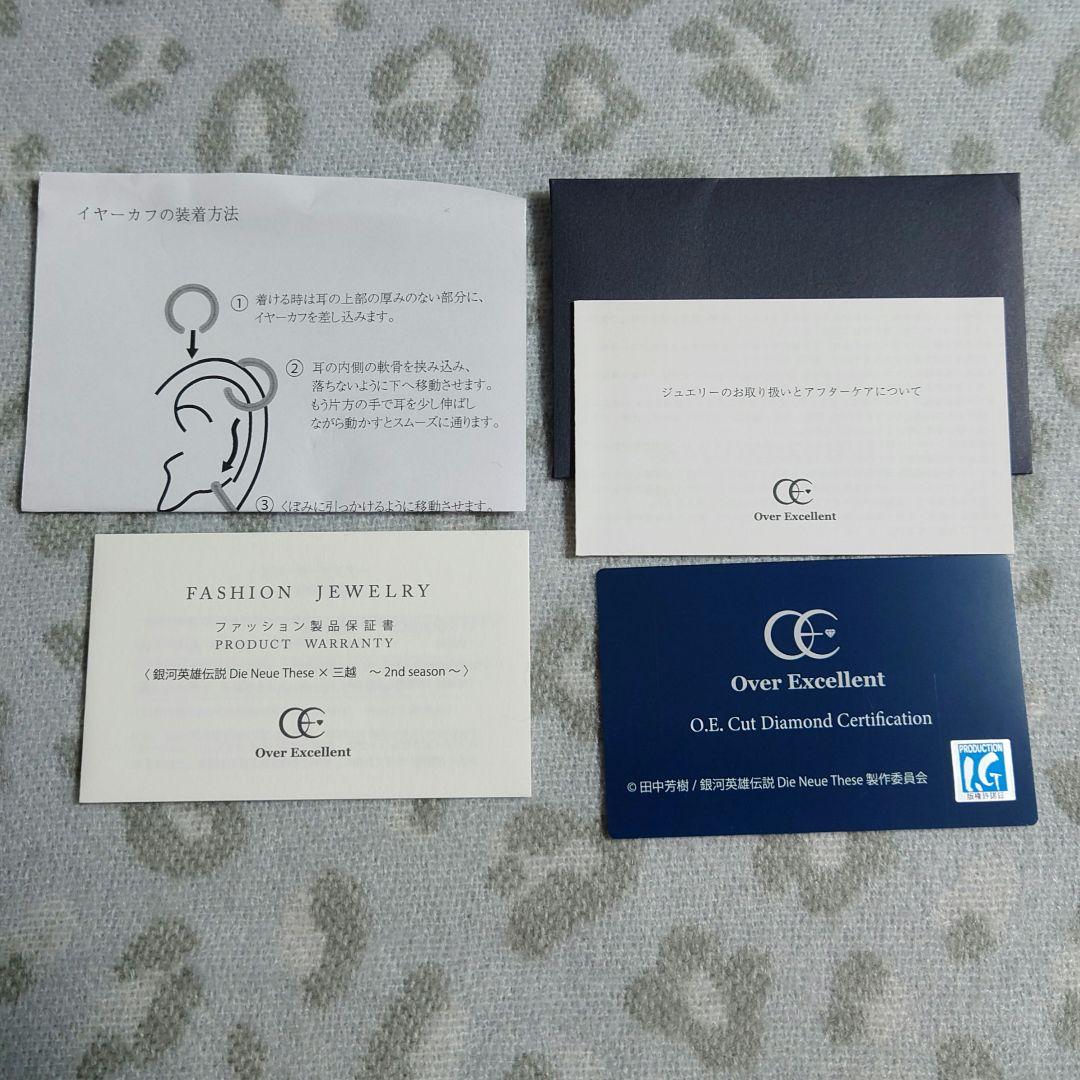 イヤーカフの装着方法
① 着ける時は耳の上部の厚みのない部分に、
イヤーカフを差し込みます。
② 耳の内側の軟骨を挟み込み、
落ちないように下へ移動させます。
もう片方の手で耳を少し伸ばし
ながら動かすとスムーズに通ります。
③ くぼみに引っかけるように移動させます。
ジュエリーのお取り扱いとアフターケアについて
Over Excellent
FASHION JEWELRY
ファッション製品保証書
PRODUCT WARRANTY
〈 銀河英雄伝説 Die Neue These × 三越 ～ 2nd season ～ 〉
Over Excellent
Over Excellent
O.E. Cut Diamond Certification
© 田中芳樹 / 銀河英雄伝説 Die Neue These 製作委員会
PRODUCTION
I.G
版権許諾証